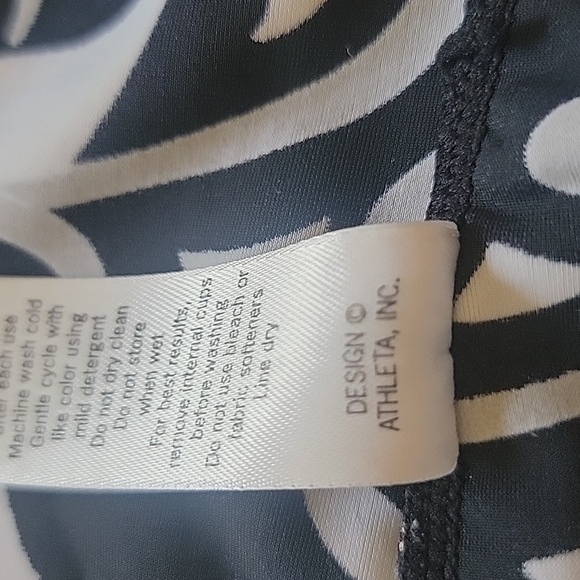 each use
Machine wash cold
Gentle cycle with
like color using
mild detergent
Do not dry clean
Do not store
when wet
For best results,
remove internal cups
before washing
Do not use bleach or
fabric softeners
Line dry
DESIGN ©
ATHLETA, INC.